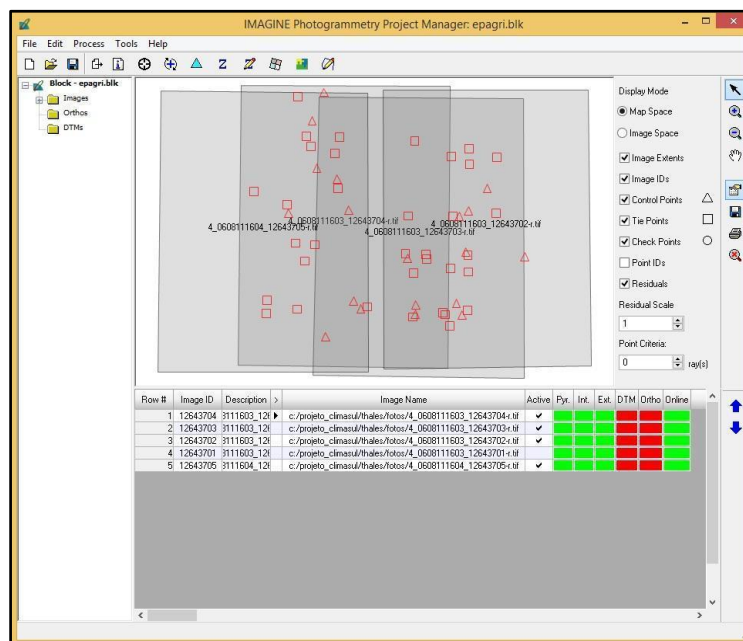 IMAGINE Photogrammetry Project Manager: epagri.blk
File Edit Process Tools Help
Block - epagri.blk
Images
Orthos
DTMs
4_0608111604_12643705-r.tif
4_0608111603_12643704-r.tif
4_0608111603_12643703-r.tif
4_0608111603_12643702-r.tif
Display Mode
Map Space
Image Space
Image Extents
Image IDs
Control Points
Tie Points
Check Points
Point IDs
Residuals
Residual Scale
1
Point Criteria:
0 ray(s)
Row # Image ID Description > Image Name Active Pyr. Int. Ext. DTM Ortho Online
1 12643704 3111603_126 c:/projeto_climasul/thales/fotos/4_0608111603_12643704-r.tif
2 12643703 3111603_126 c:/projeto_climasul/thales/fotos/4_0608111603_12643703-r.tif
3 12643702 3111603_126 c:/projeto_climasul/thales/fotos/4_0608111603_12643702-r.tif
4 12643701 3111603_126 c:/projeto_climasul/thales/fotos/4_0608111603_12643701-r.tif
5 12643705 3111604_126 c:/projeto_climasul/thales/fotos/4_0608111604_12643705-r.tif